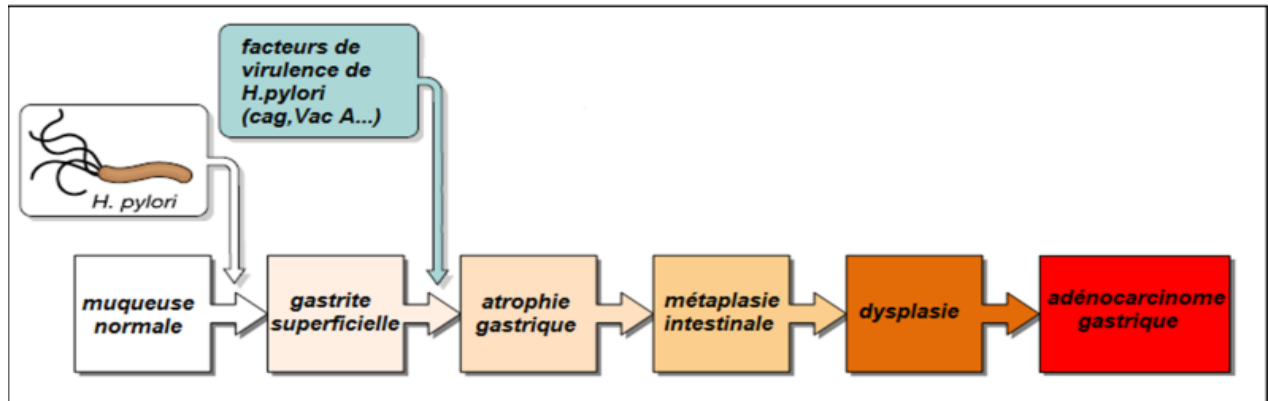 facteurs de
virulence de
H.pylori
(cag,Vac A...)
H. pylori
muqueuse
normale
gastrite
superficielle
atrophie
gastrique
métaplasie
intestinale
dysplasie
adénocarcinome
gastrique